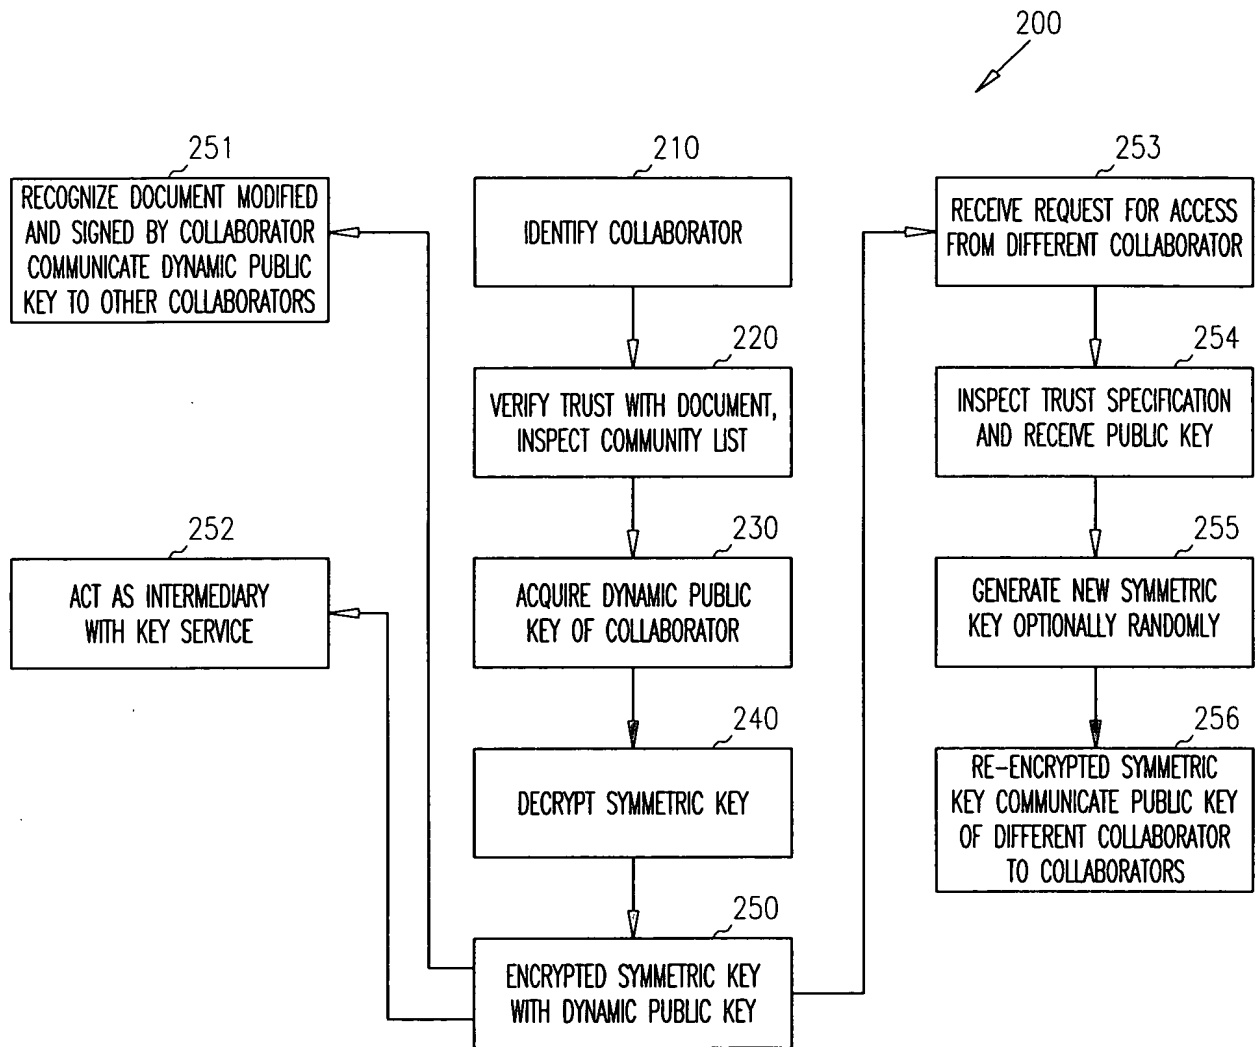 200
251
RECOGNIZE DOCUMENT MODIFIED
AND SIGNED BY COLLABORATOR
COMMUNICATE DYNAMIC PUBLIC
KEY TO OTHER COLLABORATORS
252
ACT AS INTERMEDIARY
WITH KEY SERVICE
210
IDENTIFY COLLABORATOR
220
VERIFY TRUST WITH DOCUMENT,
INSPECT COMMUNITY LIST
230
ACQUIRE DYNAMIC PUBLIC
KEY OF COLLABORATOR
240
DECRYPT SYMMETRIC KEY
250
ENCRYPTED SYMMETRIC KEY
WITH DYNAMIC PUBLIC KEY
253
RECEIVE REQUEST FOR ACCESS
FROM DIFFERENT COLLABORATOR
254
INSPECT TRUST SPECIFICATION
AND RECEIVE PUBLIC KEY
255
GENERATE NEW SYMMETRIC
KEY OPTIONALLY RANDOMLY
256
RE-ENCRYPTED SYMMETRIC
KEY COMMUNICATE PUBLIC KEY
OF DIFFERENT COLLABORATOR
TO COLLABORATORS